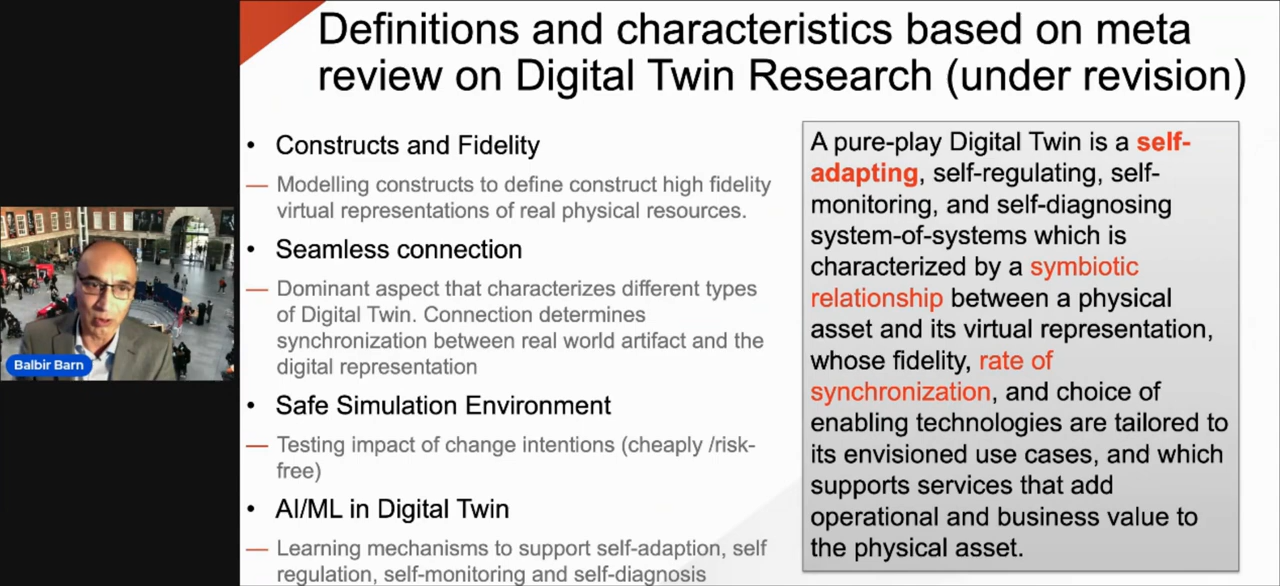 Definitions and characteristics based on meta
review on Digital Twin Research (under revision)
• Constructs and Fidelity
— Modelling constructs to define construct high fidelity
virtual representations of real physical resources.
• Seamless connection
— Dominant aspect that characterizes different types
of Digital Twin. Connection determines
synchronization between real world artifact and the
digital representation
• Safe Simulation Environment
— Testing impact of change intentions (cheaply /risk-
free)
• AI/ML in Digital Twin
— Learning mechanisms to support self-adaption, self
regulation, self-monitoring and self-diagnosis
A pure-play Digital Twin is a self-
adapting, self-regulating, self-
monitoring, and self-diagnosing
system-of-systems which is
characterized by a symbiotic
relationship between a physical
asset and its virtual representation,
whose fidelity, rate of
synchronization, and choice of
enabling technologies are tailored to
its envisioned use cases, and which
supports services that add
operational and business value to
the physical asset.
Balbir Barn